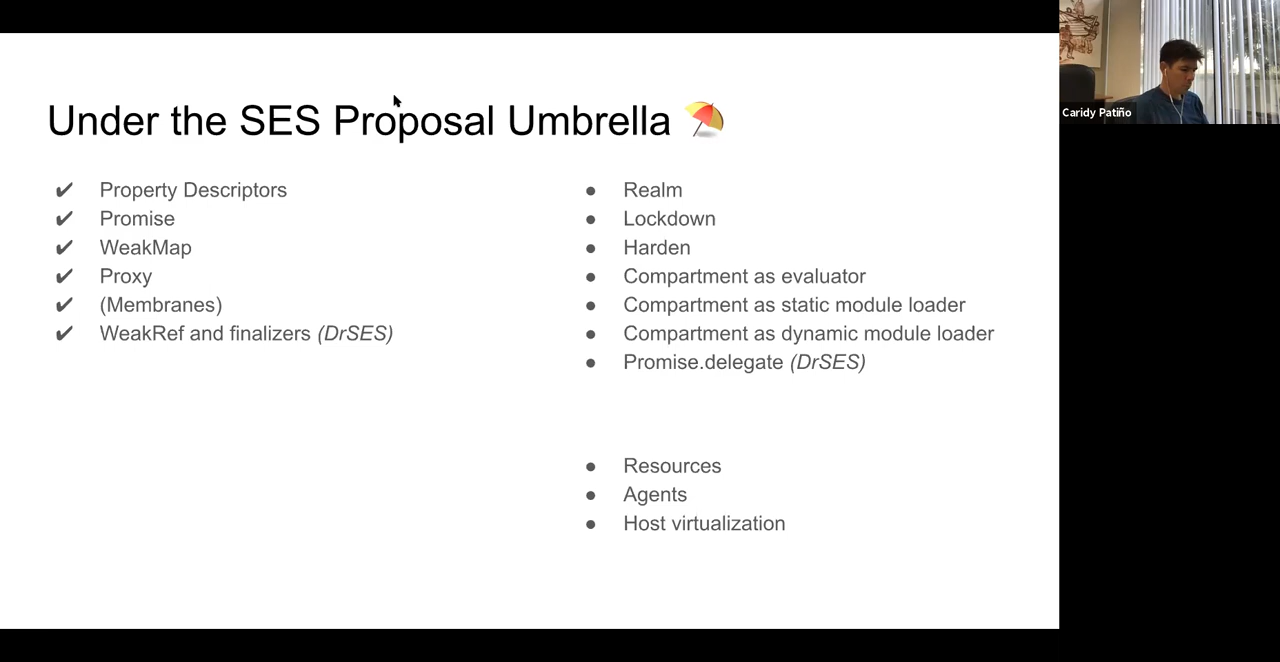 Under the SES Proposal Umbrella ⛱
✔ Property Descriptors
✔ Promise
✔ WeakMap
✔ Proxy
✔ (Membranes)
✔ WeakRef and finalizers (DrSES)
● Realm
● Lockdown
● Harden
● Compartment as evaluator
● Compartment as static module loader
● Compartment as dynamic module loader
● Promise.delegate (DrSES)
● Resources
● Agents
● Host virtualization
Caridy Patiño